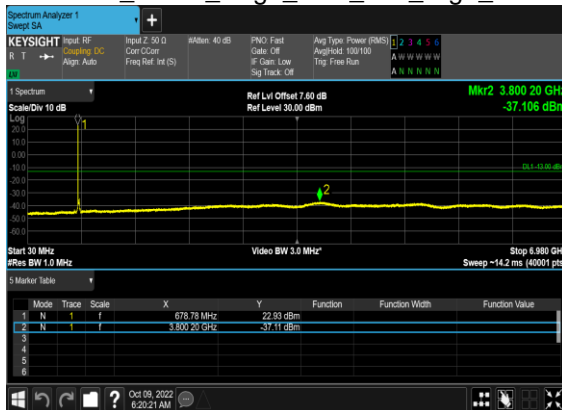 Spectrum Analyzer 1
Swept SA
+
KEYSIGHT Input: RF Input Z: 50 Ω #Atten: 40 dB PNO: Fast Avg Type: Power (RMS) 1 2 3 4 5 6
R T Coupling: DC Corr CCorr Gate: Off Avg|Hold: 100/100 A W W W W W
Align: Auto Freq Ref: Int (S) IF Gain: Low Trig: Free Run
Sig Track: Off A N N N N N
1 Spectrum Ref Lvl Offset 7.60 dB Mkr2 3.800 20 GHz
Scale/Div 10 dB Ref Level 30.00 dBm -37.106 dBm
Log
1
20.0
10.0
0.00
-10.0 DL1 -13.00 dBm
-20.0
-30.0 2
-40.0
-50.0
-60.0
Start 30 MHz Video BW 3.0 MHz* Stop 6.980 GHz
#Res BW 1.0 MHz Sweep ~14.2 ms (40001 pts)
5 Marker Table
Mode Trace Scale X Y Function Function Width Function Value
1 N 1 f 678.78 MHz 22.93 dBm
2 N 1 f 3.800 20 GHz -37.11 dBm
3
4
5
6
? Oct 09, 2022
6:20:21 AM